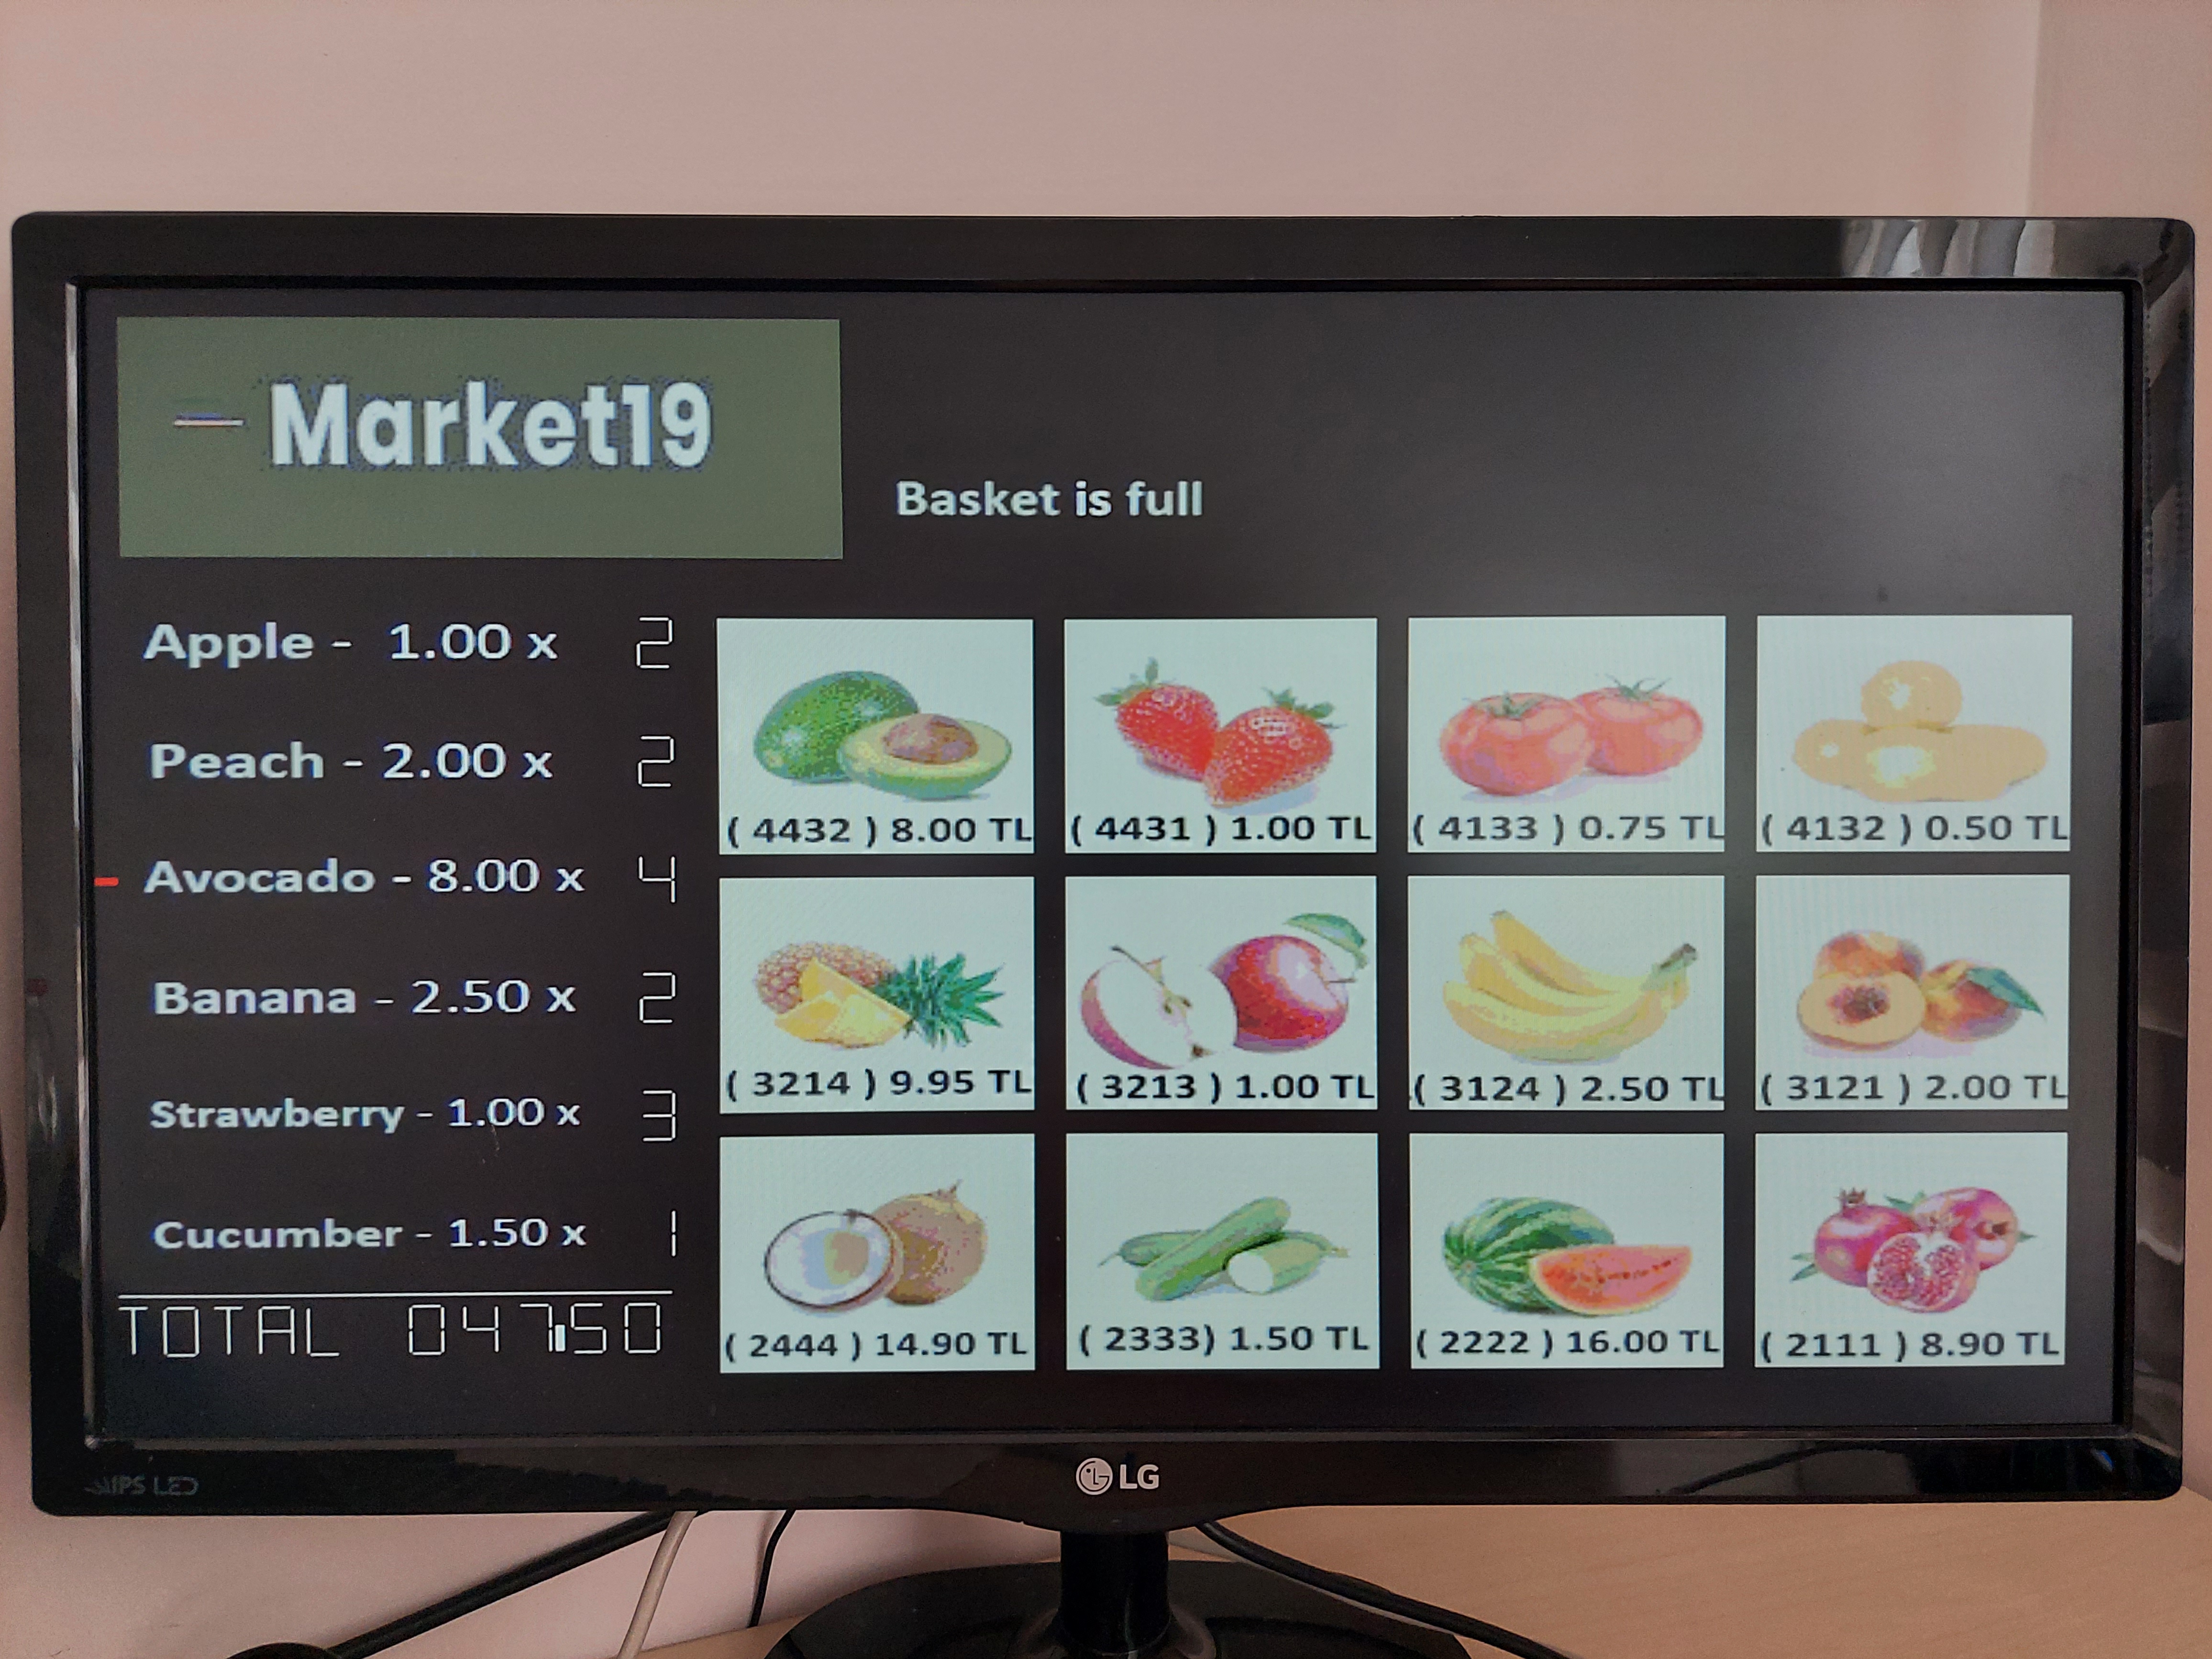 Market19
Basket is full
Apple - 1.00 x 2
Peach - 2.00 x 2
Avocado - 8.00 x 4
Banana - 2.50 x 2
Strawberry - 1.00 x 3
Cucumber - 1.50 x 1
TOTAL 047.50
( 4432 ) 8.00 TL
( 4431 ) 1.00 TL
( 4133 ) 0.75 TL
( 4132 ) 0.50 TL
( 3214 ) 9.95 TL
( 3213 ) 1.00 TL
( 3124 ) 2.50 TL
( 3121 ) 2.00 TL
( 2444 ) 14.90 TL
( 2333) 1.50 TL
( 2222 ) 16.00 TL
( 2111 ) 8.90 TL
IPS LED
LG